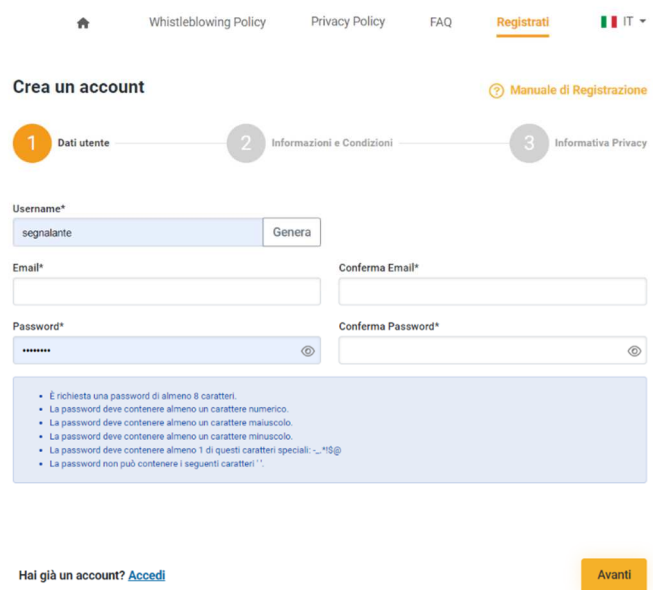 Whistleblowing Policy Privacy Policy FAQ Registrati IT
Crea un account
Manuale di Registrazione
1 Dati utente 2 Informazioni e Condizioni 3 Informativa Privacy
Username*
segnalante Genera
Email* Conferma Email*
Password* Conferma Password*
••••••••
• È richiesta una password di almeno 8 caratteri.
• La password deve contenere almeno un carattere numerico.
• La password deve contenere almeno un carattere maiuscolo.
• La password deve contenere almeno un carattere minuscolo.
• La password deve contenere almeno 1 di questi caratteri speciali: -_.*!$@
• La password non può contenere i seguenti caratteri ' '.
Hai già un account? Accedi Avanti